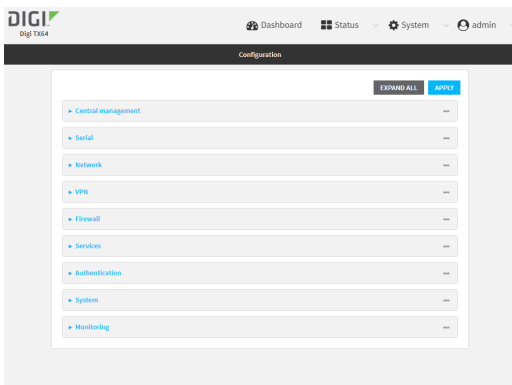 DIGI
Digi TX64
Dashboard Status System admin
Configuration
EXPAND ALL APPLY
Central management
Serial
Network
VPN
Firewall
Services
Authentication
System
Monitoring